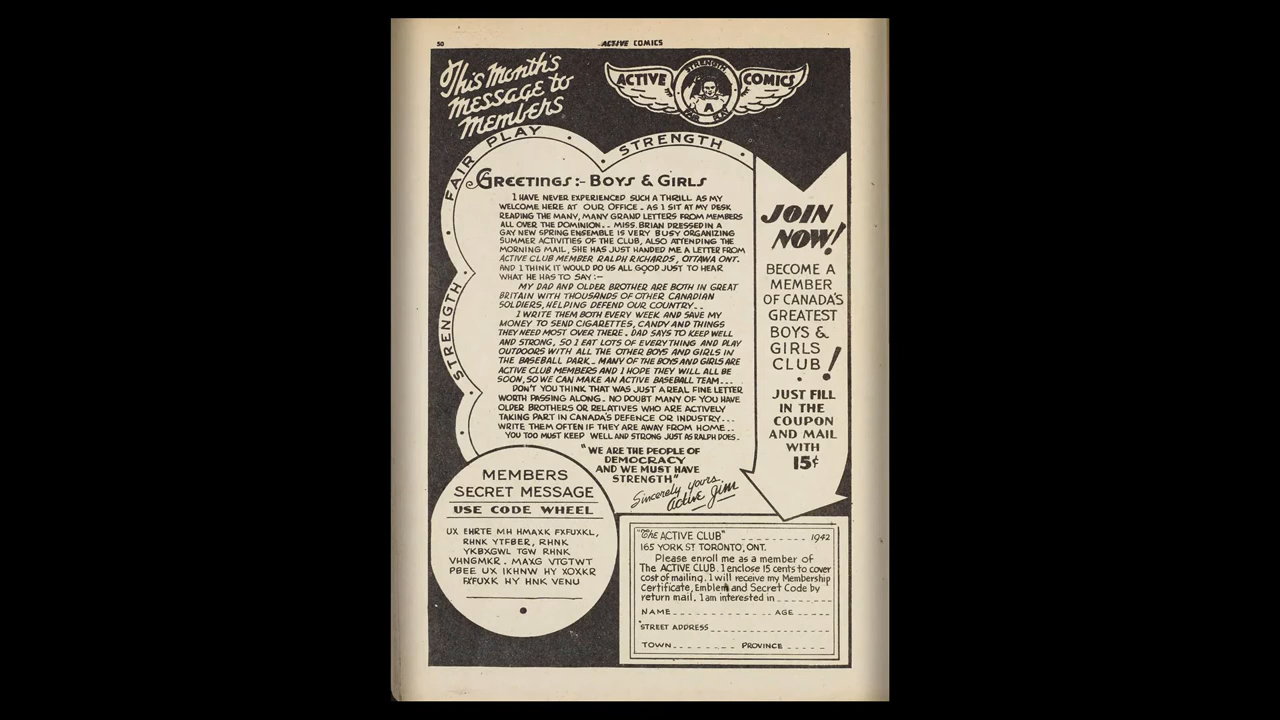 50
ACTIVE COMICS
This Month's
Message to
Members
ACTIVE
COMICS
STRENGTH
A
FAIR PLAY
FAIR PLAY • STRENGTH •
• STRENGTH •
GREETINGS:- BOYS & GIRLS
I HAVE NEVER EXPERIENCED SUCH A THRILL AS MY
WELCOME HERE AT OUR OFFICE - AS I SIT AT MY DESK
READING THE MANY, MANY GRAND LETTERS FROM MEMBERS
ALL OVER THE DOMINION.. MISS. BRIAN DRESSED IN A
GAY NEW SPRING ENSEMBLE IS VERY BUSY ORGANIZING
SUMMER ACTIVITIES OF THE CLUB, ALSO ATTENDING THE
MORNING MAIL, SHE HAS JUST HANDED ME A LETTER FROM
ACTIVE CLUB MEMBER RALPH RICHARDS, OTTAWA ONT.
AND I THINK IT WOULD DO US ALL GOOD JUST TO HEAR
WHAT HE HAS TO SAY:-
MY DAD AND OLDER BROTHER ARE BOTH IN GREAT
BRITAIN WITH THOUSANDS OF OTHER CANADIAN
SOLDIERS, HELPING DEFEND OUR COUNTRY..
I WRITE THEM BOTH EVERY WEEK AND SAVE MY
MONEY TO SEND CIGARETTES, CANDY AND THINGS
THEY NEED MOST OVER THERE. DAD SAYS TO KEEP WELL
AND STRONG, SO I EAT LOTS OF EVERYTHING AND PLAY
OUTDOORS WITH ALL THE OTHER BOYS AND GIRLS IN
THE BASEBALL PARK.. MANY OF THE BOYS AND GIRLS ARE
ACTIVE CLUB MEMBERS AND I HOPE THEY WILL ALL BE
SOON, SO WE CAN MAKE AN ACTIVE BASEBALL TEAM...
DON'T YOU THINK THAT WAS JUST A REAL FINE LETTER
WORTH PASSING ALONG. NO DOUBT MANY OF YOU HAVE
OLDER BROTHERS OR RELATIVES WHO ARE ACTIVELY
TAKING PART IN CANADA'S DEFENCE OR INDUSTRY...
WRITE THEM OFTEN IF THEY ARE AWAY FROM HOME..
YOU TOO MUST KEEP WELL AND STRONG JUST AS RALPH DOES.
"WE ARE THE PEOPLE OF
DEMOCRACY
AND WE MUST HAVE
STRENGTH"
Sincerely yours.
Active Jim
JOIN
NOW!
BECOME A
MEMBER
OF CANADA'S
GREATEST
BOYS &
GIRLS
CLUB!
JUST FILL
IN THE
COUPON
AND MAIL
WITH
15¢
MEMBERS
SECRET MESSAGE
USE CODE WHEEL
UX EHRTE MH HMAXK FXFUXKL,
RHNK YTFBER, RHNK
YKBXGWL TGW RHNK
VHNGMKR. MAXG VTGTWT
PBEE UX IKHNW HY XOXKR
FXFUXK HY HNK VENU
"The ACTIVE CLUB" 1942
165 YORK ST TORONTO, ONT.
Please enroll me as a member of
The ACTIVE CLUB. I enclose 15 cents to cover
cost of mailing. I will receive my Membership
Certificate, Emblem and Secret Code by
return mail. I am interested in
NAME AGE
STREET ADDRESS
TOWN PROVINCE